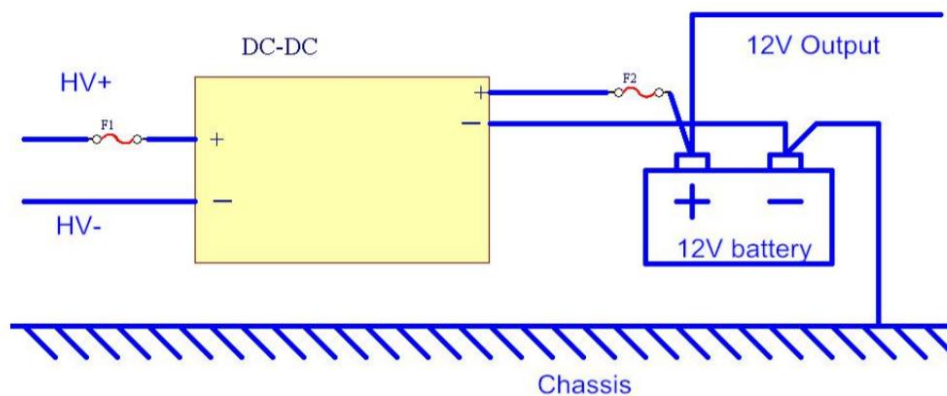 DC-DC
12V Output
HV+
F1
F2
+
−
+
−
HV-
+
−
12V battery
Chassis